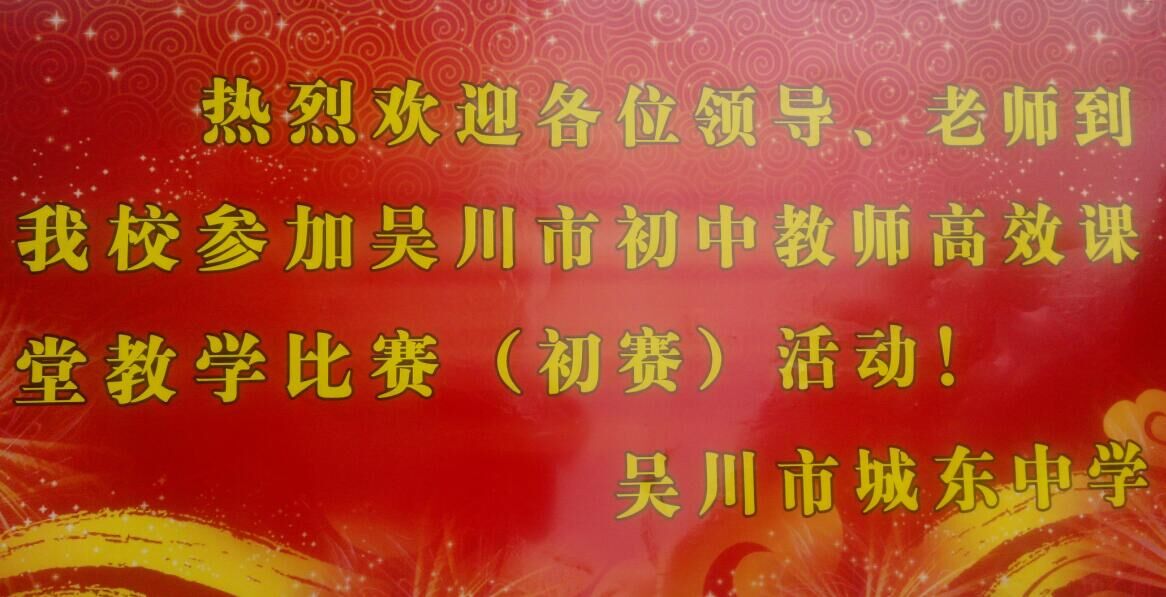 热烈欢迎各位领导、老师到
我校参加吴川市初中教师高效课
堂教学比赛（初赛）活动！
吴川市城东中学